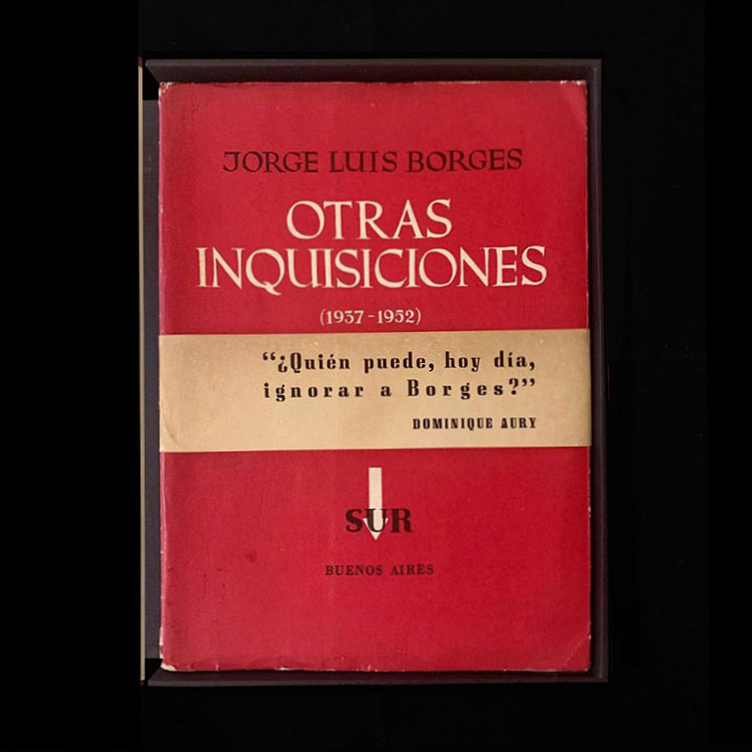 JORGE LUIS BORGES
OTRAS
INQUISICIONES
(1937-1952)
“¿Quién puede, hoy día,
ignorar a Borges?”
DOMINIQUE AURY
SUR
BUENOS AIRES